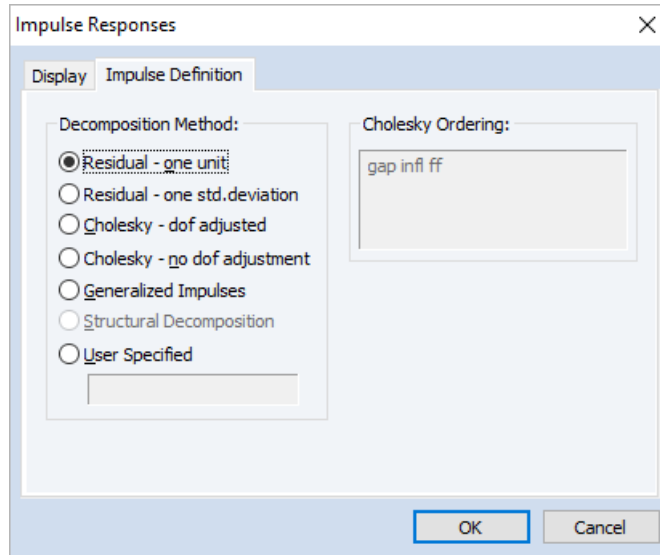 Impulse Responses
Display
Impulse Definition
Decomposition Method:
Residual - one unit
Residual - one std.deviation
Cholesky - dof adjusted
Cholesky - no dof adjustment
Generalized Impulses
Structural Decomposition
User Specified
Cholesky Ordering:
gap infl ff
OK
Cancel